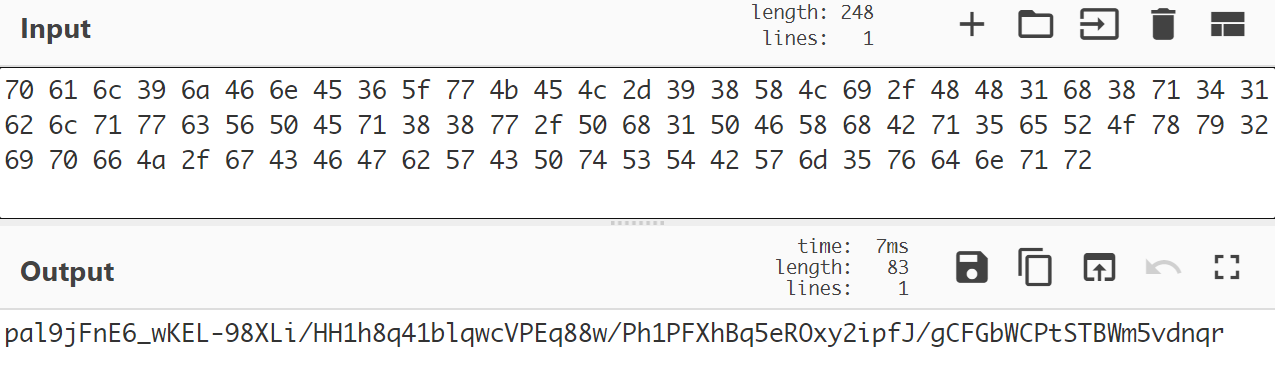 Input
length: 248
lines: 1
70 61 6c 39 6a 46 6e 45 36 5f 77 4b 45 4c 2d 39 38 58 4c 69 2f 48 48 31 68 38 71 34 31
62 6c 71 77 63 56 50 45 71 38 38 77 2f 50 68 31 50 46 58 68 42 71 35 65 52 4f 78 79 32
69 70 66 4a 2f 67 43 46 47 62 57 43 50 74 53 54 42 57 6d 35 76 64 6e 71 72
Output
time: 7ms
length: 83
lines: 1
pal9jFnE6_wKEL-98XLi/HH1h8q41blqwcVPEq88w/Ph1PFXhBq5eROxy2ipfJ/gCFGbWCPtSTBWm5vdnqr